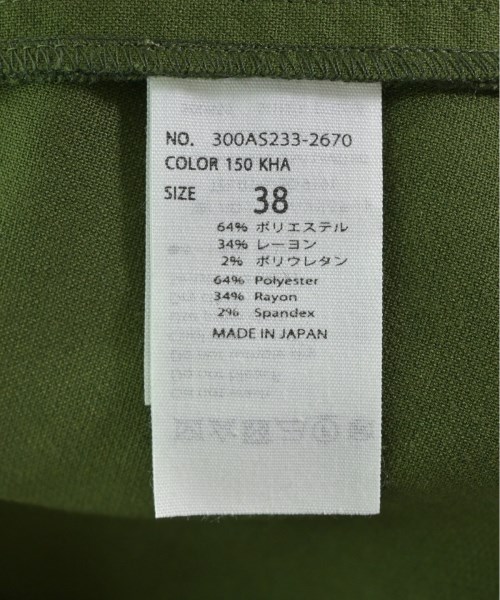 NO. 300AS233-2670
COLOR 150 KHA
SIZE 38
64% ポリエステル
34% レーヨン
2% ポリウレタン
64% Polyester
34% Rayon
2% Spandex
MADE IN JAPAN